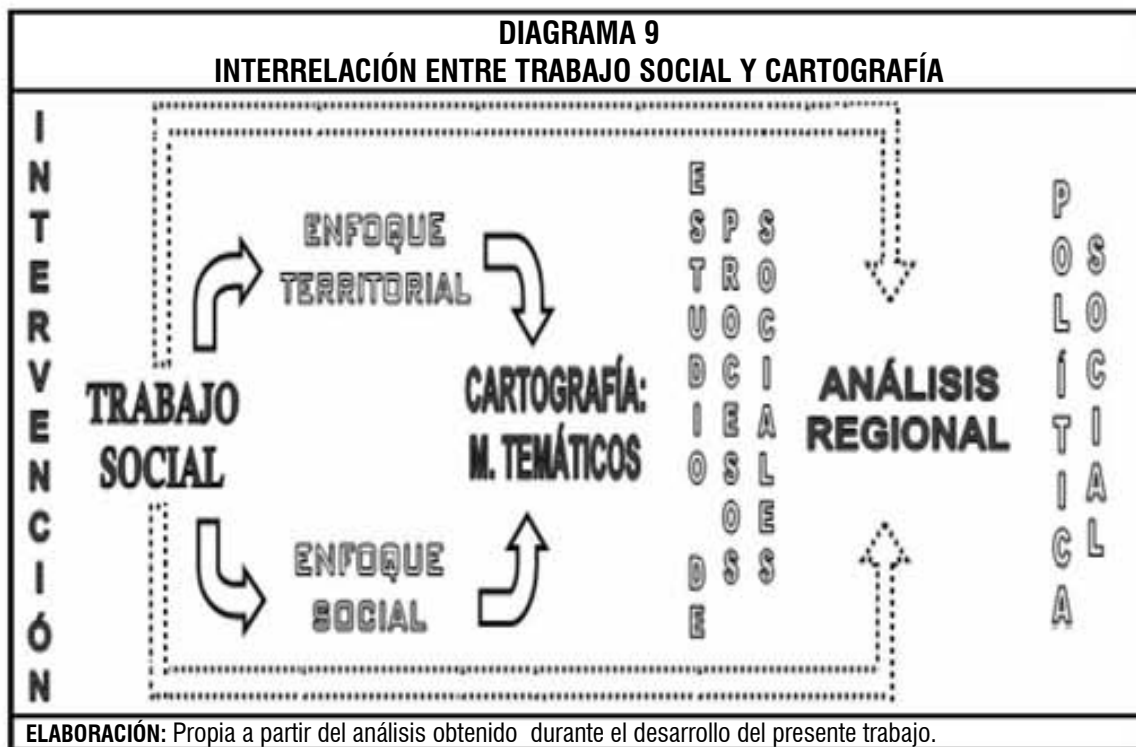 DIAGRAMA 9
INTERRELACIÓN ENTRE TRABAJO SOCIAL Y CARTOGRAFÍA
INTERVENCIÓN
TRABAJO
SOCIAL
ENFOQUE
TERRITORIAL
ENFOQUE
SOCIAL
CARTOGRAFÍA:
M. TEMÁTICOS
ESTUDIO DE
PROCESOS
SOCIALES
ANÁLISIS
REGIONAL
POLÍTICA
SOCIAL
ELABORACIÓN: Propia a partir del análisis obtenido durante el desarrollo del presente trabajo.